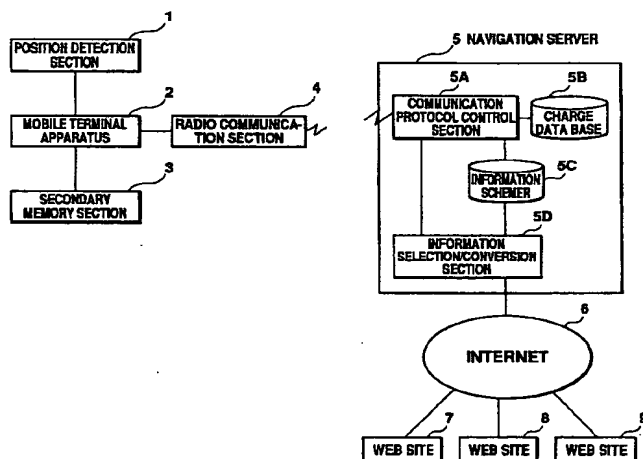 1
POSITION DETECTION
SECTION
2
MOBILE TERMINAL
APPARATUS
4
RADIO COMMUNICA-
TION SECTION
3
SECONDARY
MEMORY SECTION
5 NAVIGATION SERVER
5A
COMMUNICATION
PROTOCOL CONTROL
SECTION
5B
CHARGE
DATA BASE
INFORMATION
SCHEMER
5C
5D
INFORMATION
SELECTION/CONVERSION
SECTION
6
INTERNET
7
WEB SITE
8
WEB SITE
9
WEB SITE